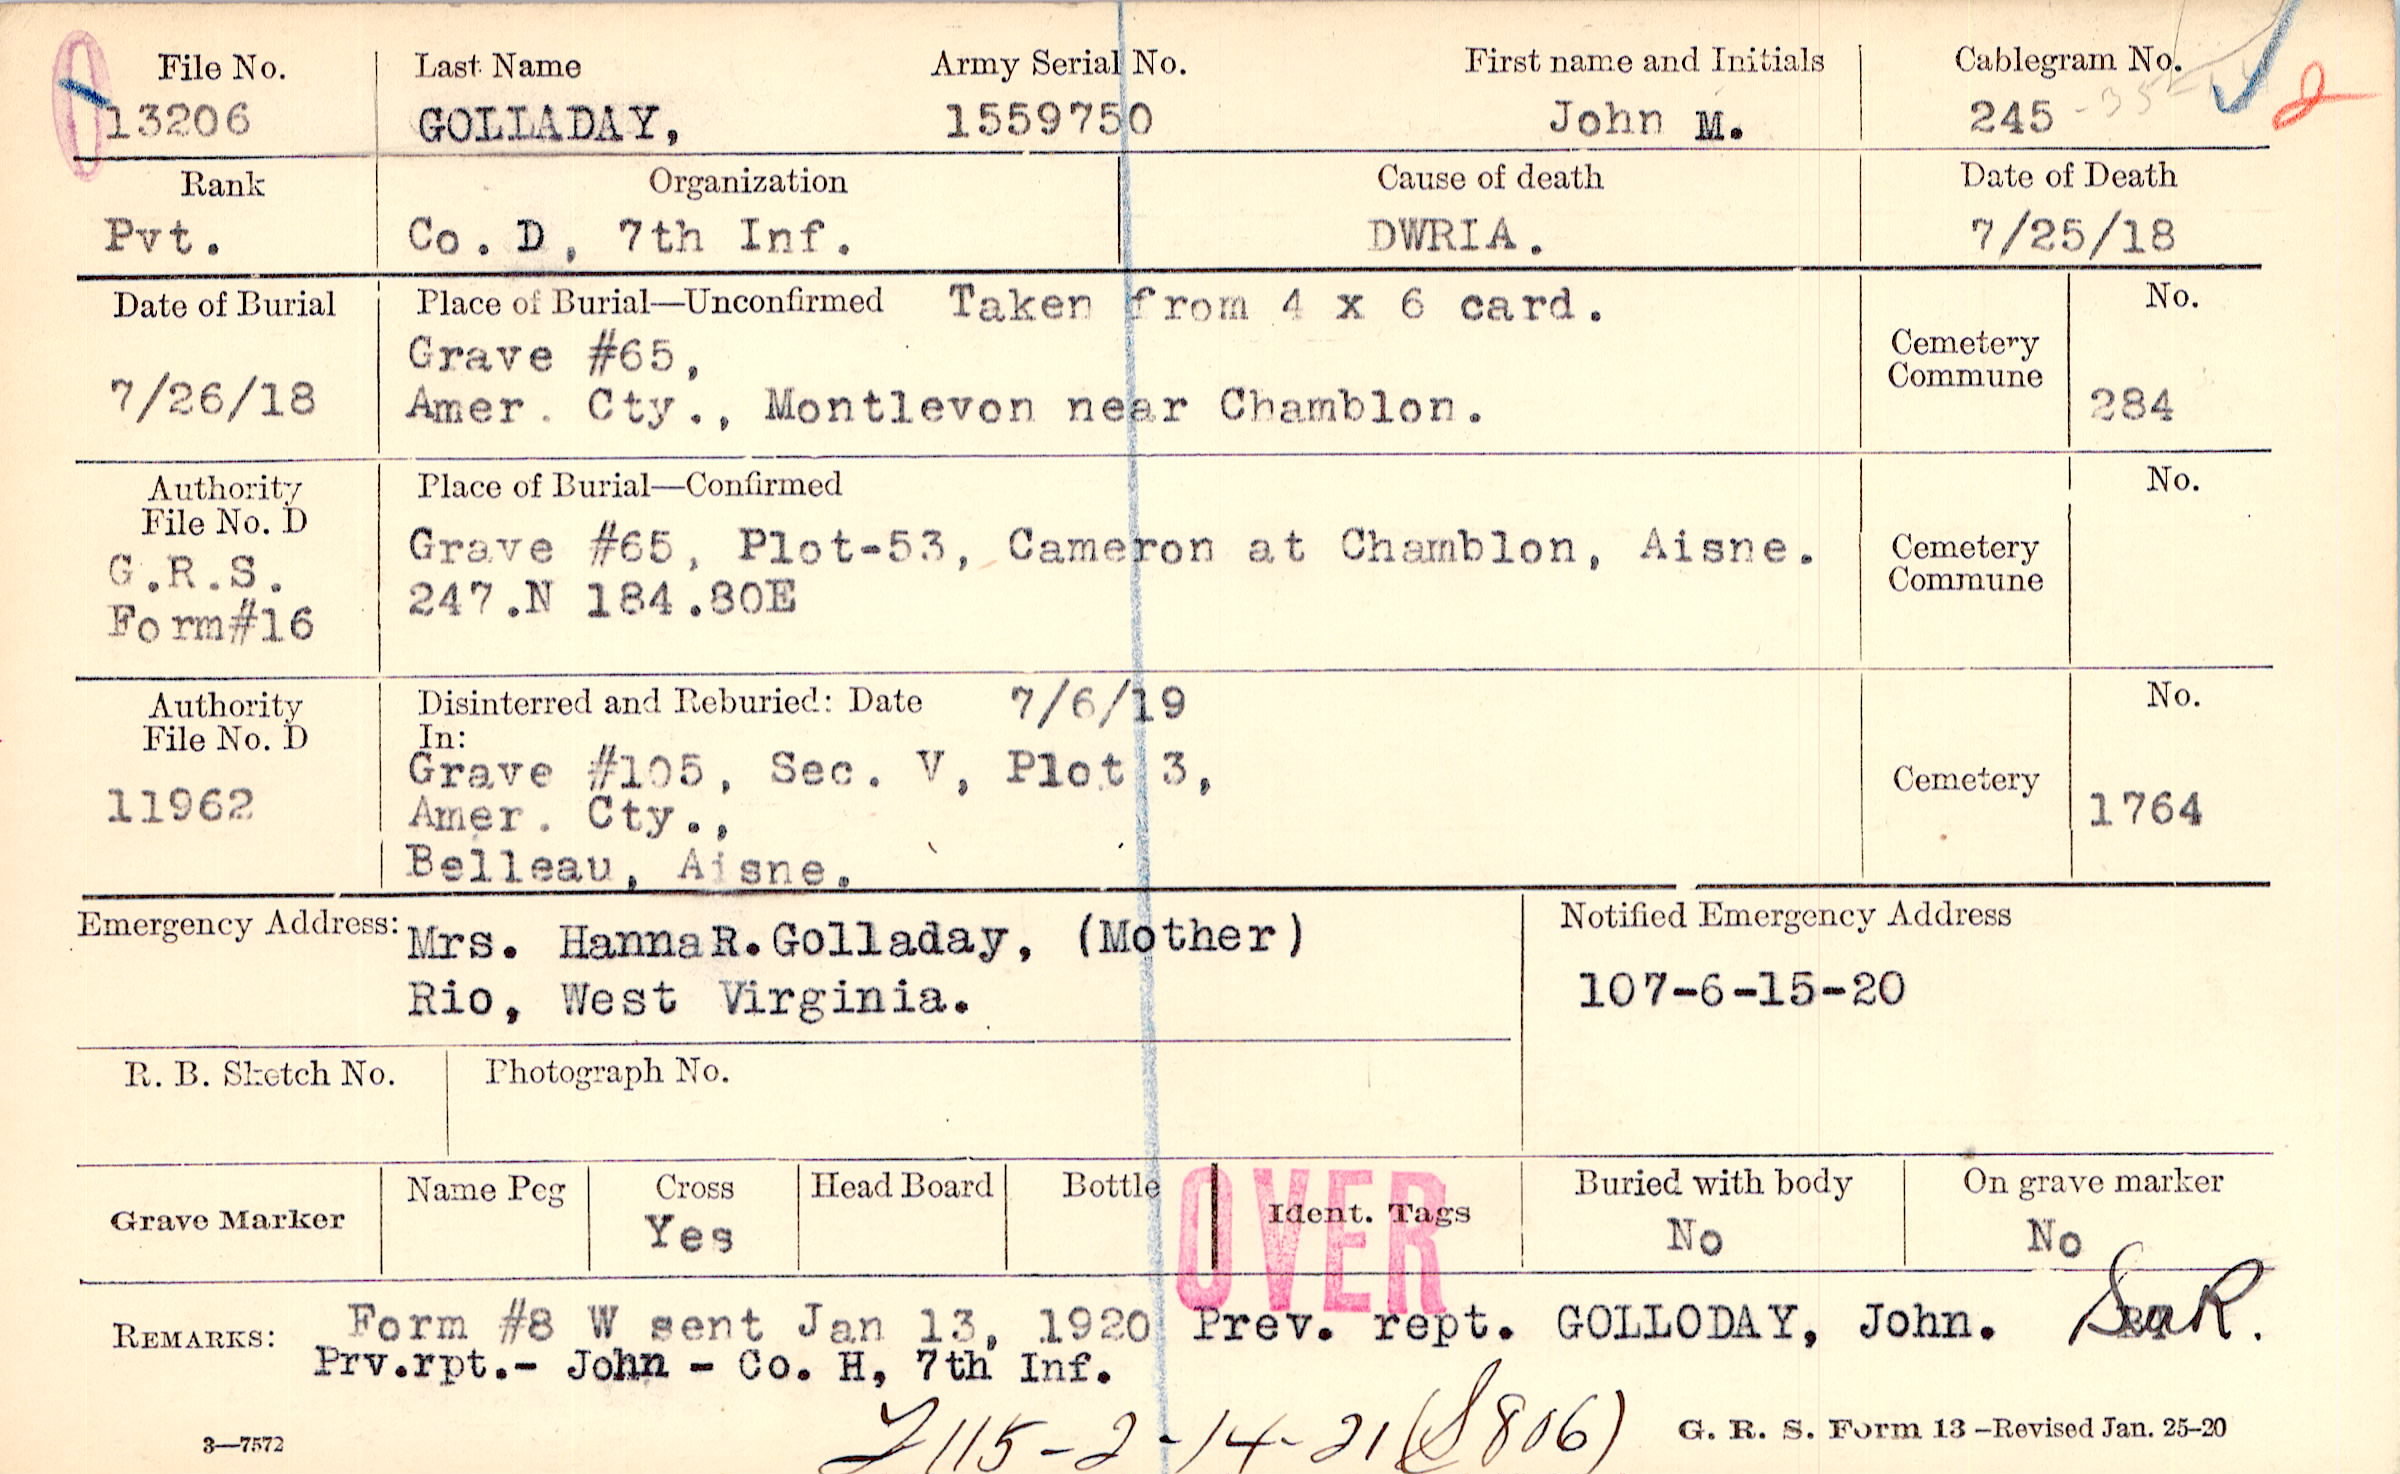 File No. Last Name Army Serial No. First name and Initials Cablegram No.
13206 GOLLADAY, 1559750 John M. 245 -35 2
Rank Organization Cause of death Date of Death
Pvt. Co. D, 7th Inf. DWRIA. 7/25/18
Date of Burial Place of Burial—Unconfirmed Taken from 4 x 6 card. No.
Grave #65, Cemetery
7/26/18 Amer. Cty., Montlevon near Chamblon. Commune 284
Authority Place of Burial—Confirmed No.
File No. D
G.R.S. Grave #65, Plot-53, Cameron at Chamblon, Aisne. Cemetery
Form#16 247.N 184.80E Commune
Authority Disinterred and Reburied: Date 7/6/19 No.
File No. D In:
Grave #105, Sec. V, Plot 3, Cemetery
11962 Amer. Cty., 1764
Belleau, Aisne.
Emergency Address: Mrs. Hanna R. Golladay, (Mother) Notified Emergency Address
Rio, West Virginia. 107-6-15-20
R. B. Sketch No. Photograph No.
Grave Marker Name Peg Cross Head Board Bottle Ident. Tags Buried with body On grave marker
Yes No No
OVER
REMARKS: Form #8 W sent Jan 13, 1920 Prev. rept. GOLLODAY, John.
Prv.rpt.- John - Co. H, 7th Inf.
115-2-14-21 (S806)
3—7572 G. R. S. Form 13 -Revised Jan. 25-20